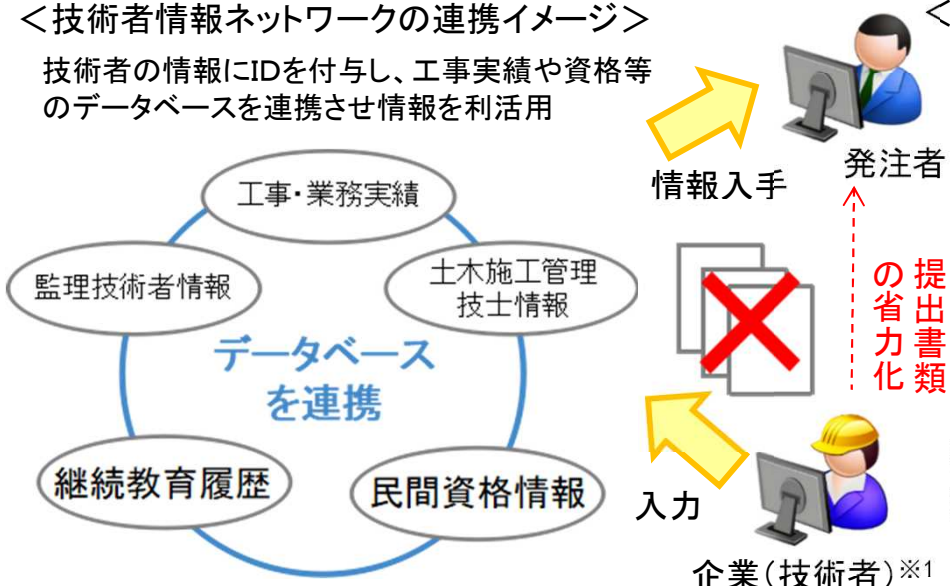 ＜技術者情報ネットワークの連携イメージ＞
＜
技術者の情報にIDを付与し、工事実績や資格等
のデータベースを連携させ情報を利活用
工事・業務実績
監理技術者情報
土木施工管理
技士情報
データベース
を連携
継続教育履歴
民間資格情報
情報入手
発注者
提出書類
の省力化
入力
企業（技術者）※1